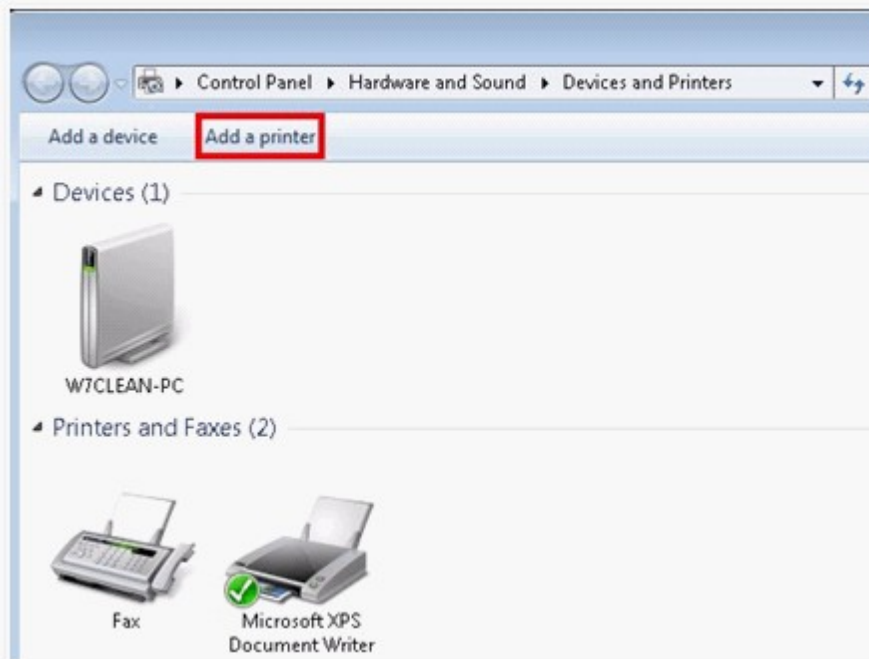 Control Panel ▸ Hardware and Sound ▸ Devices and Printers
Add a device Add a printer
Devices (1)
W7CLEAN-PC
Printers and Faxes (2)
Fax
Microsoft XPS
Document Writer